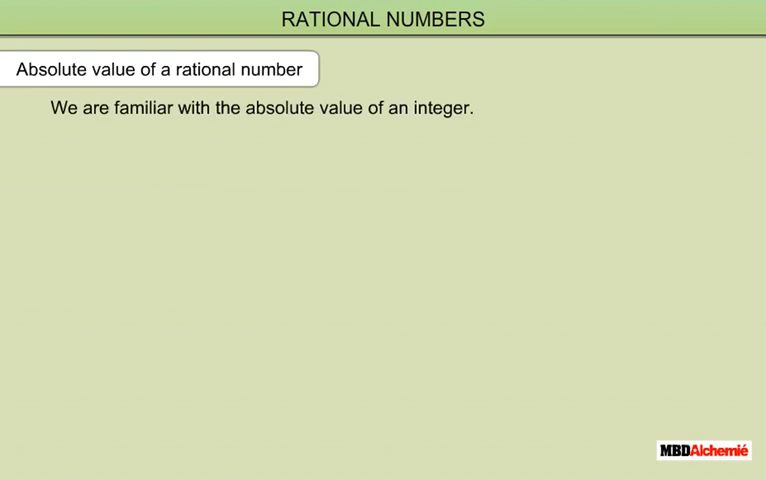 RATIONAL NUMBERS
Absolute value of a rational number
We are familiar with the absolute value of an integer.
MBDAlchemié